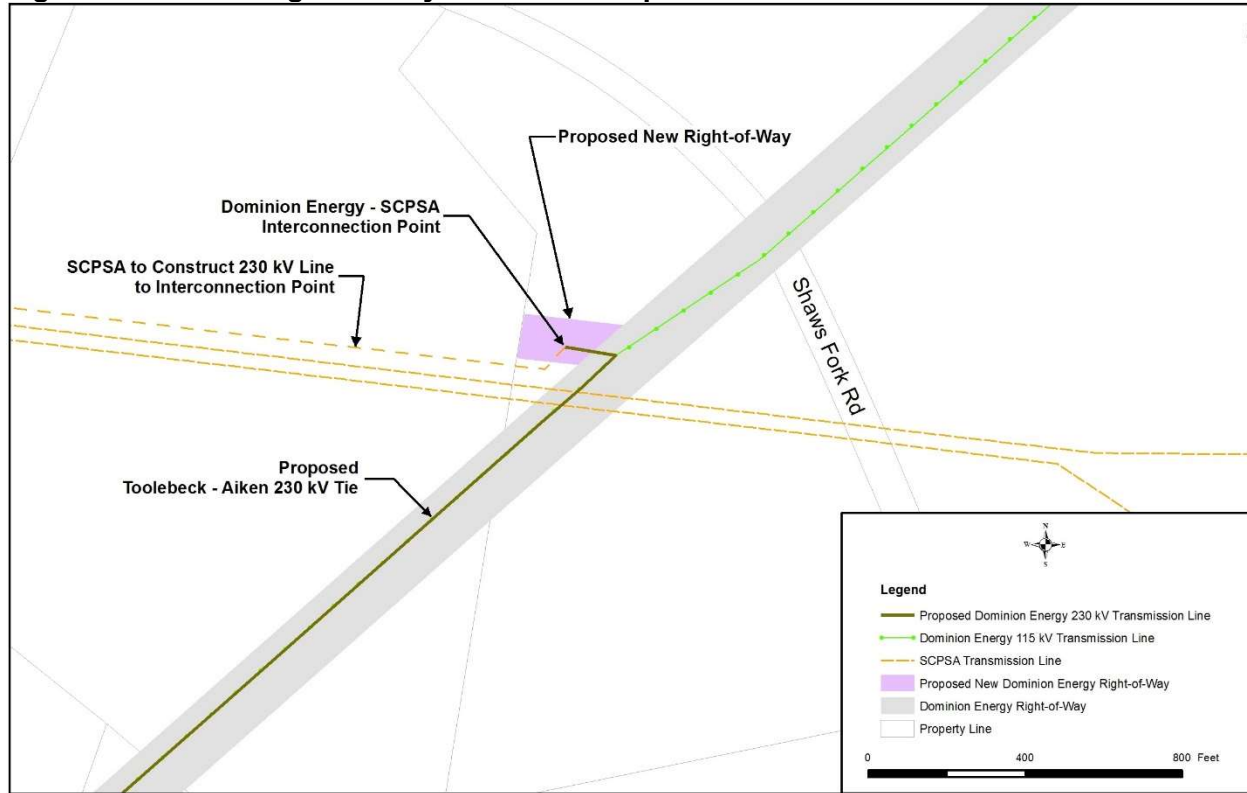 Proposed New Right-of-Way
Dominion Energy - SCPSA
Interconnection Point
SCPSA to Construct 230 kV Line
to Interconnection Point
Shaws Fork Rd
Proposed
Toolebeck - Aiken 230 kV Tie
N
W
E
S
Legend
Proposed Dominion Energy 230 kV Transmission Line
Dominion Energy 115 kV Transmission Line
SCPSA Transmission Line
Proposed New Dominion Energy Right-of-Way
Dominion Energy Right-of-Way
Property Line
0 400 800 Feet